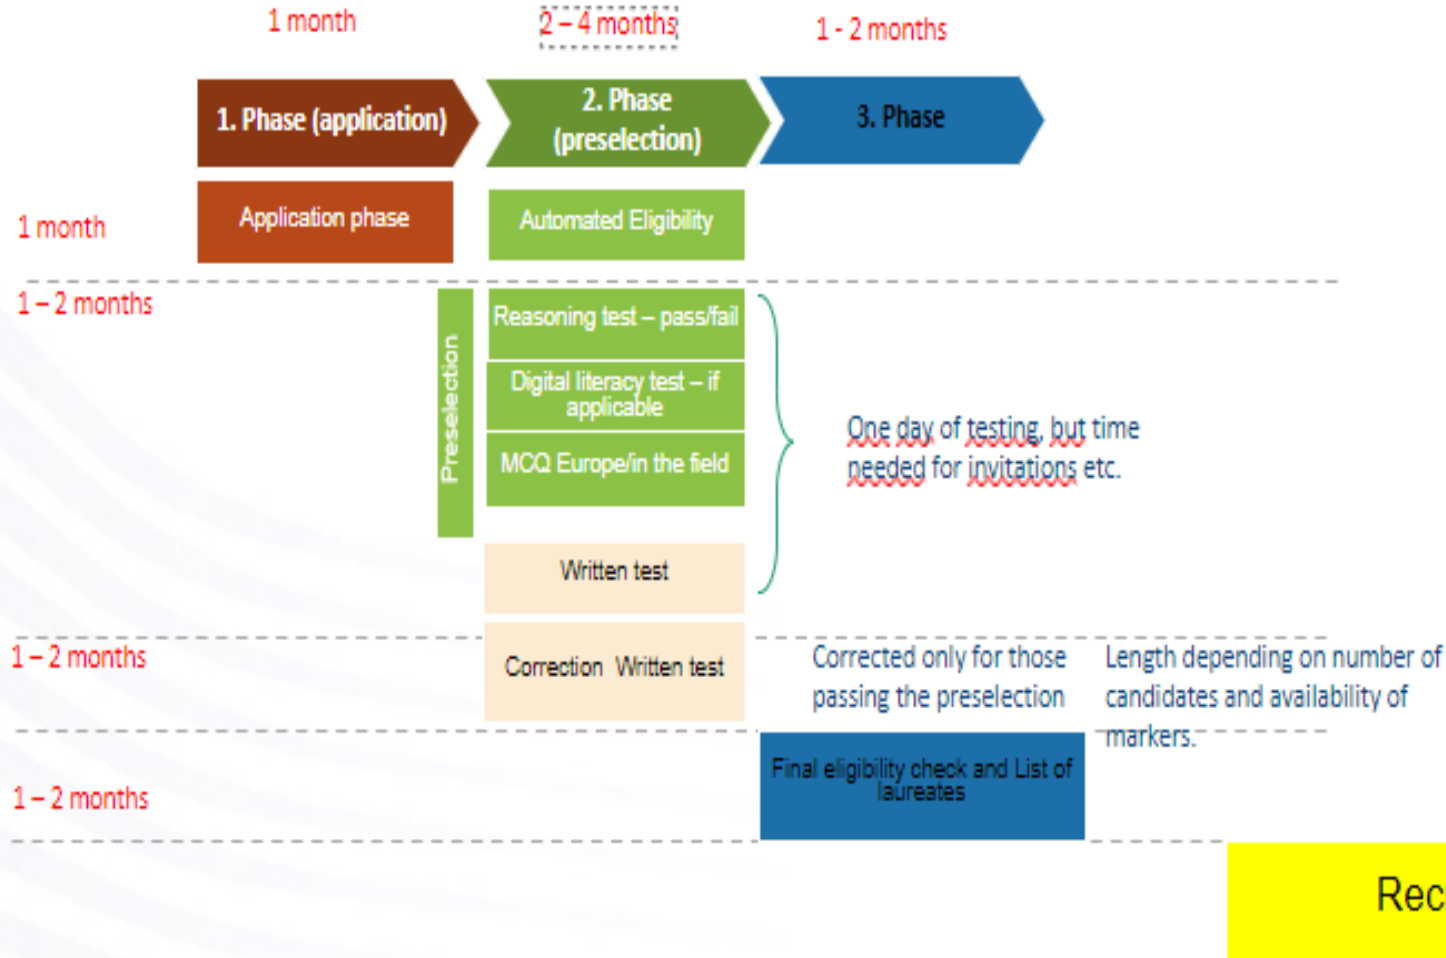 1 month
2 – 4 months
1 - 2 months
1. Phase (application)
2. Phase
(preselection)
3. Phase
1 month
Application phase
Automated Eligibility
1 – 2 months
Preselection
Reasoning test – pass/fail
Digital literacy test – if
applicable
MCQ Europe/in the field
One day of testing, but time
needed for invitations etc.
Written test
1 – 2 months
Correction Written test
Corrected only for those
passing the preselection
Length depending on number of
candidates and availability of
markers.
1 – 2 months
Final eligibility check and List of
laureates
Rec